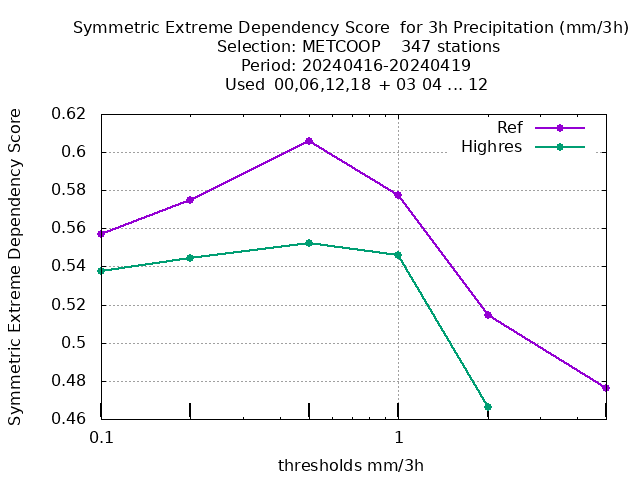 Symmetric Extreme Dependency Score  for 3h Precipitation (mm/3h)
Selection: METCOOP    347 stations
Period: 20240416-20240419
Used  00,06,12,18 + 03 04 ... 12
Symmetric Extreme Dependency Score
0.62
0.6
0.58
0.56
0.54
0.52
0.5
0.48
0.46
Ref
Highres
0.1
1
thresholds mm/3h